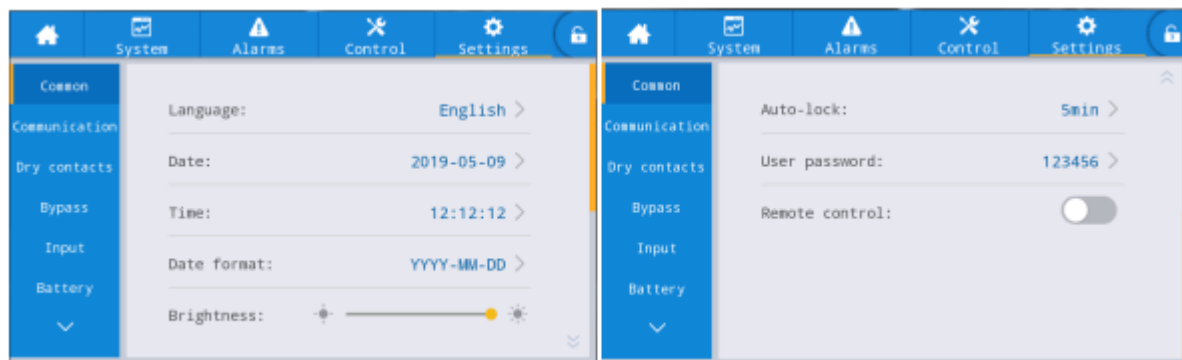 System Alarms Control Settings
Common
Communication
Dry contacts
Bypass
Input
Battery
Language: English
Date: 2019-05-09
Time: 12:12:12
Date format: YYYY-MM-DD
Brightness:
System Alarms Control Settings
Common
Communication
Dry contacts
Bypass
Input
Battery
Auto-lock: 5min
User password: 123456
Remote control: